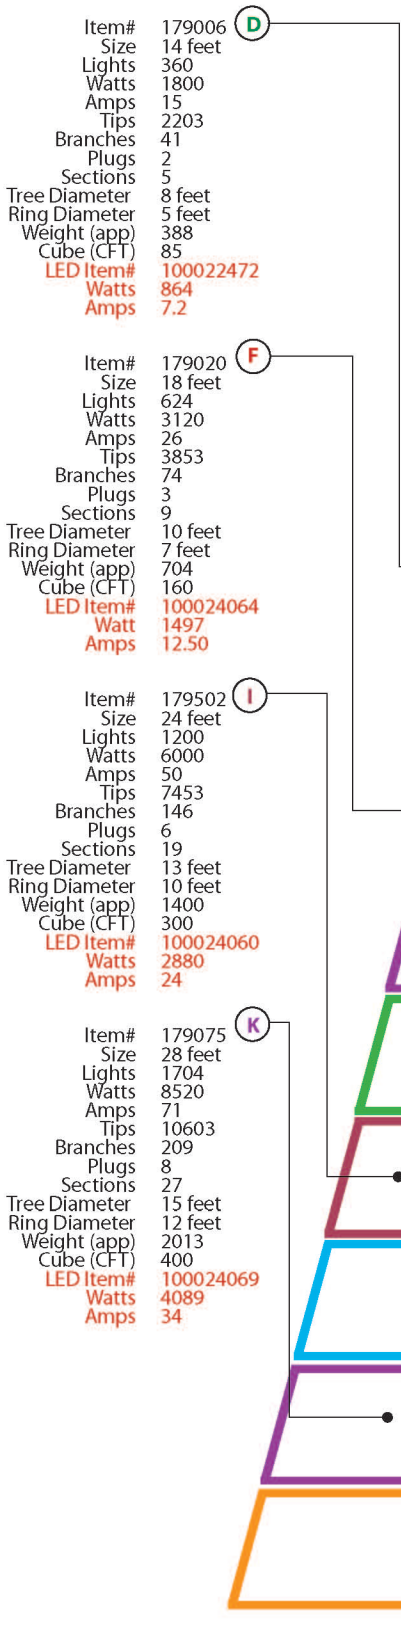 Item# 179006 D
Size 14 feet
Lights 360
Watts 1800
Amps 15
Tips 2203
Branches 41
Plugs 2
Sections 5
Tree Diameter 8 feet
Ring Diameter 5 feet
Weight (app) 388
Cube (CFT) 85
LED Item# 100022472
Watts 864
Amps 7.2
Item# 179020 F
Size 18 feet
Lights 624
Watts 3120
Amps 26
Tips 3853
Branches 74
Plugs 3
Sections 9
Tree Diameter 10 feet
Ring Diameter 7 feet
Weight (app) 704
Cube (CFT) 160
LED Item# 100024064
Watt 1497
Amps 12.50
Item# 179502 I
Size 24 feet
Lights 1200
Watts 6000
Amps 50
Tips 7453
Branches 146
Plugs 6
Sections 19
Tree Diameter 13 feet
Ring Diameter 10 feet
Weight (app) 1400
Cube (CFT) 300
LED Item# 100024060
Watts 2880
Amps 24
Item# 179075 K
Size 28 feet
Lights 1704
Watts 8520
Amps 71
Tips 10603
Branches 209
Plugs 8
Sections 27
Tree Diameter 15 feet
Ring Diameter 12 feet
Weight (app) 2013
Cube (CFT) 400
LED Item# 100024069
Watts 4089
Amps 34